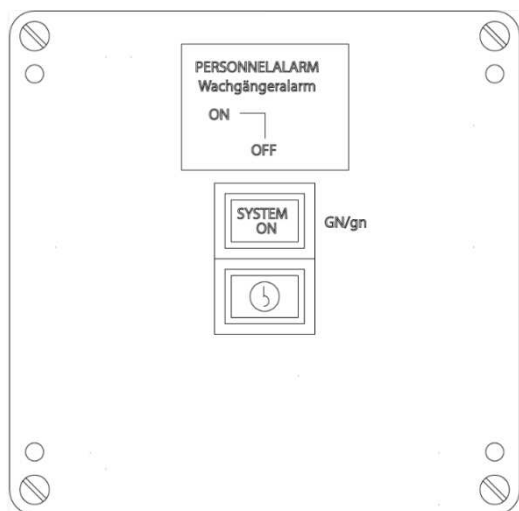 PERSONNELALARM
Wachgängeralarm
ON
OFF
SYSTEM
ON
GN/gn